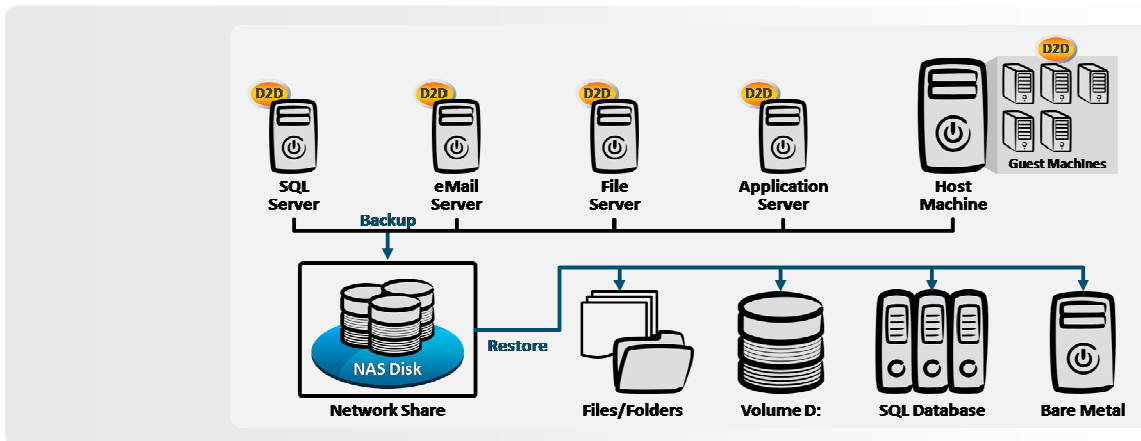 D2D
D2D
D2D
D2D
D2D
Guest Machines
SQL
Server
eMail
Server
File
Server
Application
Server
Host
Machine
Backup
NAS Disk
Restore
Network Share
Files/Folders
Volume D:
SQL Database
Bare Metal